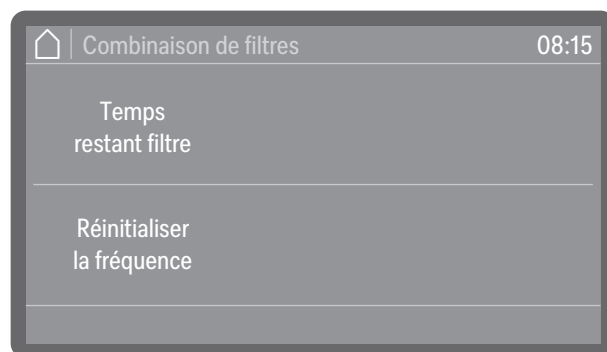 Combinaison de filtres 08:15
Temps
restant filtre
Réinitialiser
la fréquence